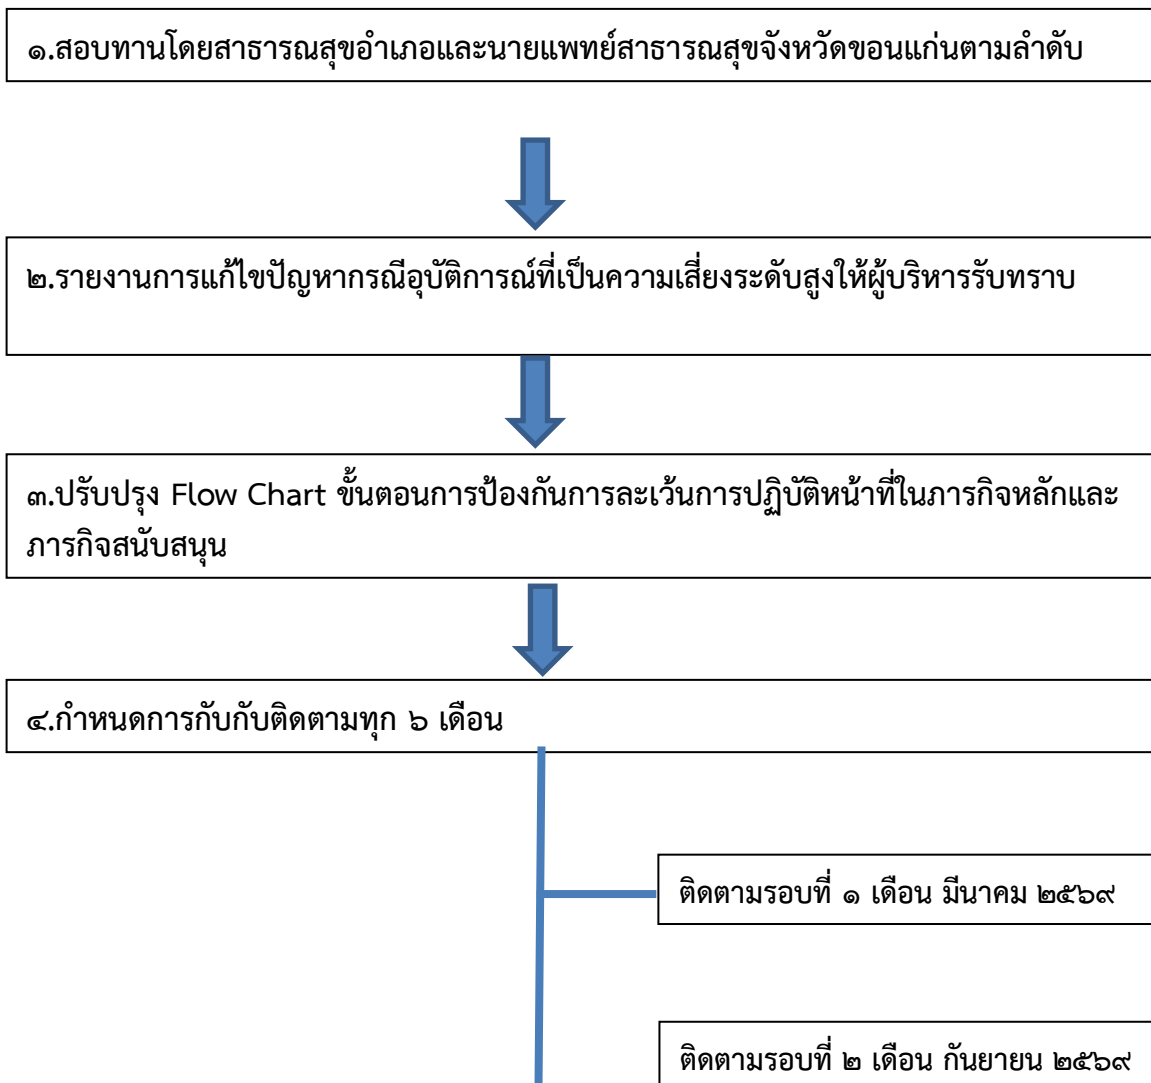 ๑.สอบทานโดยสาธารณสุขอำเภอและนายแพทย์สาธารณสุขจังหวัดขอนแก่นตามลำดับ
๒.รายงานการแก้ไขปัญหากรณีอุบัติการณ์ที่เป็นความเสี่ยงระดับสูงให้ผู้บริหารรับทราบ
๓.ปรับปรุง Flow Chart ขั้นตอนการป้องกันการละเว้นการปฏิบัติหน้าที่ในภารกิจหลักและ
ภารกิจสนับสนุน
๔.กำหนดการกับกับติดตามทุก ๖ เดือน
ติดตามรอบที่ ๑ เดือน มีนาคม ๒๕๖๙
ติดตามรอบที่ ๒ เดือน กันยายน ๒๕๖๙